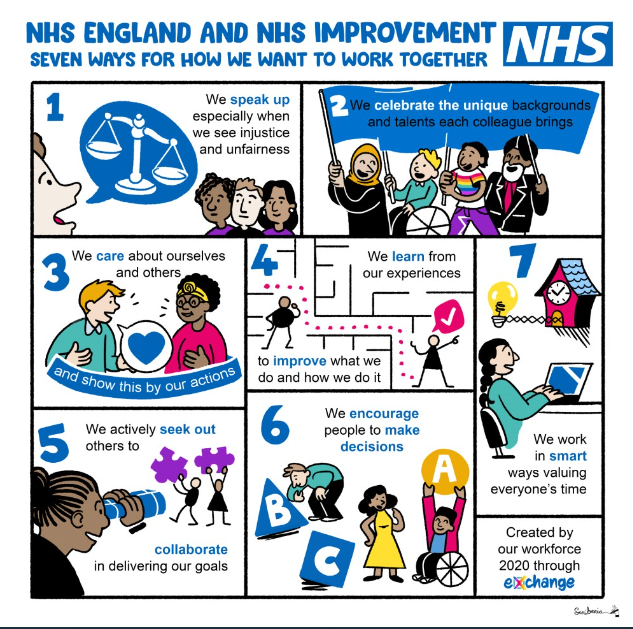 NHS ENGLAND AND NHS IMPROVEMENT
SEVEN WAYS FOR HOW WE WANT TO WORK TOGETHER
NHS
1
We speak up
especially when
we see injustice
and unfairness
2
We celebrate the unique backgrounds
and talents each colleague brings
3
We care about ourselves
and others
and show this by our actions
4
We learn from
our experiences
to improve what we
do and how we do it
5
We actively seek out
others to
collaborate
in delivering our goals
6
We encourage
people to make
decisions
A
B
C
7
We work
in smart
ways valuing
everyone's time
Created by
our workforce
2020 through
exchange